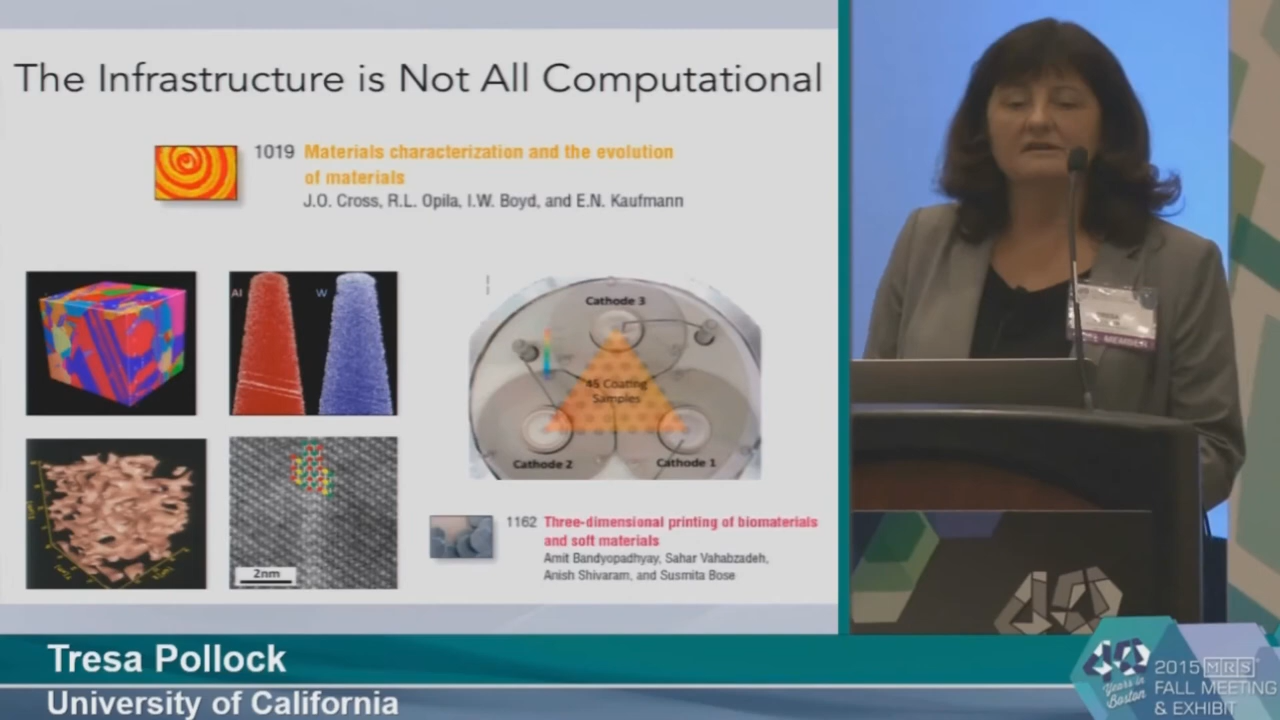 The Infrastructure is Not All Computational
1019 Materials characterization and the evolution
of materials
J.O. Cross, R.L. Opila, I.W. Boyd, and E.N. Kaufmann
Al
W
Cathode 3
45 Coating
Samples
Cathode 2
Cathode 1
2nm
1162 Three-dimensional printing of biomaterials
and soft materials
Amit Bandyopadhyay, Sahar Vahabzadeh,
Anish Shivaram, and Susmita Bose
MEMBER
Tresa Pollock
University of California
40
Years in
Boston
2015 MRS
FALL MEETING
& EXHIBIT